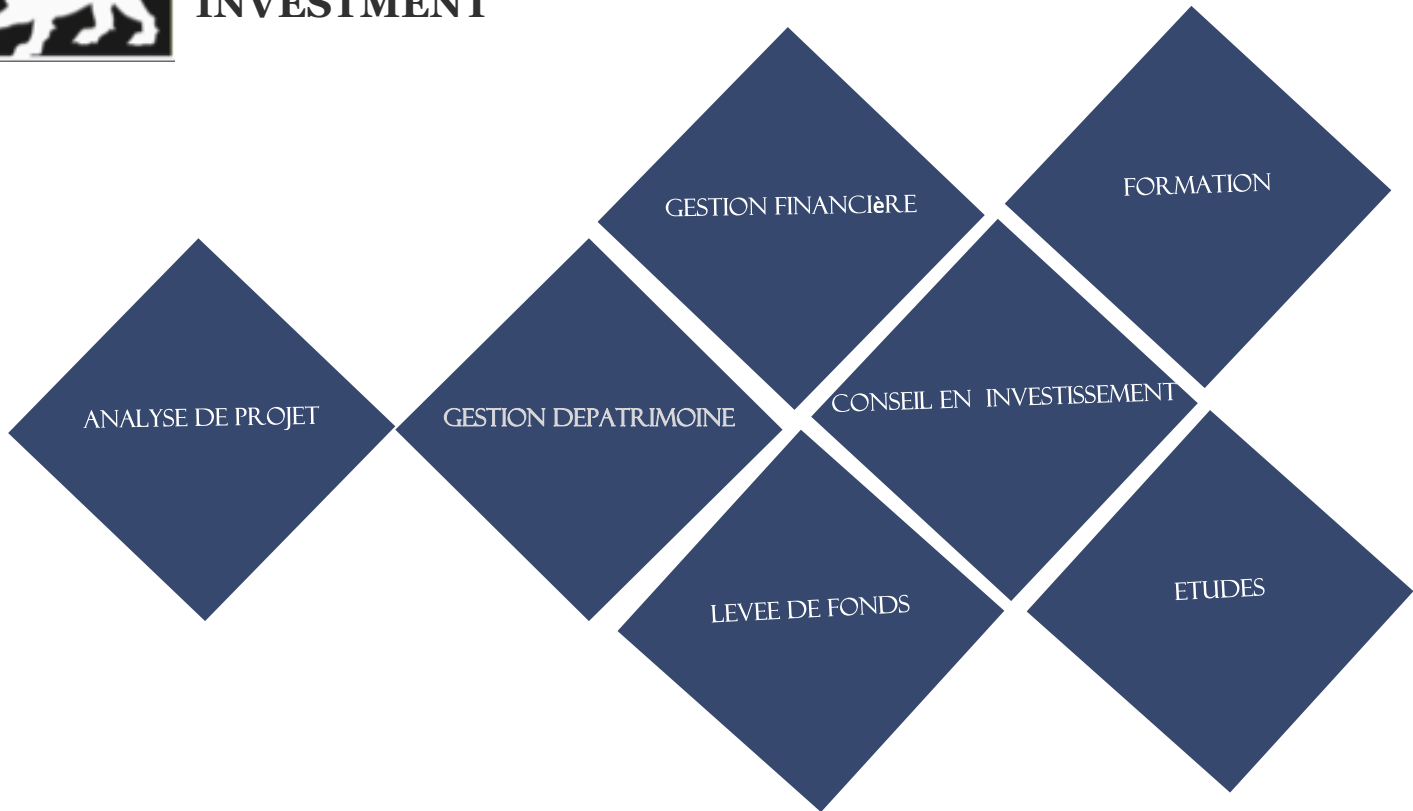 INVESTMENT
FORMATION
GESTION FINANCIèRE
CONSEIL EN INVESTISSEMENT
ANALYSE DE PROJET
GESTION DEPATRIMOINE
LEVEE DE FONDS
ETUDES